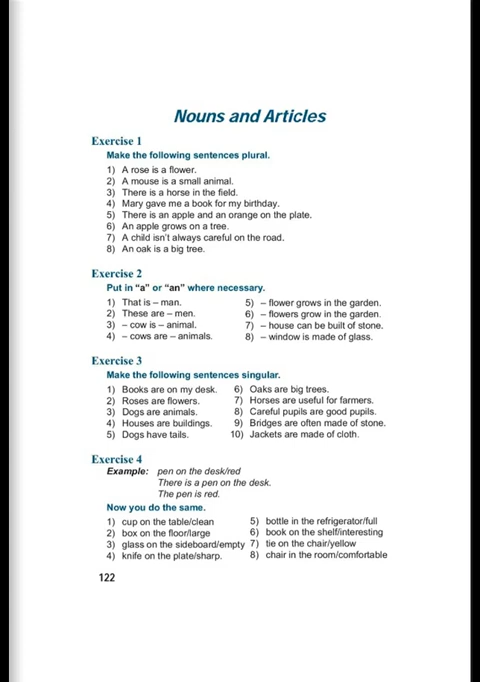 Nouns and Articles
Exercise 1
Make the following sentences plural.
1) A rose is a flower.
2) A mouse is a small animal.
3) There is a horse in the field.
4) Mary gave me a book for my birthday.
5) There is an apple and an orange on the plate.
6) An apple grows on a tree.
7) A child isn't always careful on the road.
8) An oak is a big tree.
Exercise 2
Put in “a” or “an” where necessary.
1) That is – man.
2) These are – men.
3) – cow is – animal.
4) – cows are – animals.
5) – flower grows in the garden.
6) – flowers grow in the garden.
7) – house can be built of stone.
8) – window is made of glass.
Exercise 3
Make the following sentences singular.
1) Books are on my desk.
2) Roses are flowers.
3) Dogs are animals.
4) Houses are buildings.
5) Dogs have tails.
6) Oaks are big trees.
7) Horses are useful for farmers.
8) Careful pupils are good pupils.
9) Bridges are often made of stone.
10) Jackets are made of cloth.
Exercise 4
Example: pen on the desk/red
There is a pen on the desk.
The pen is red.
Now you do the same.
1) cup on the table/clean
2) box on the floor/large
3) glass on the sideboard/empty
4) knife on the plate/sharp.
5) bottle in the refrigerator/full
6) book on the shelf/interesting
7) tie on the chair/yellow
8) chair in the room/comfortable
122